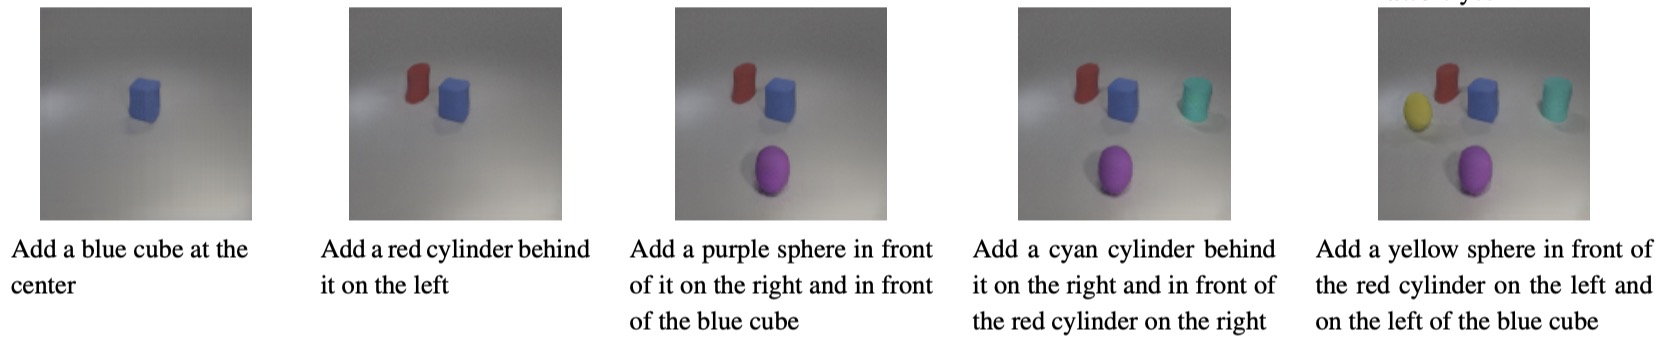 Add a blue cube at the
center
Add a red cylinder behind
it on the left
Add a purple sphere in front
of it on the right and in front
of the blue cube
Add a cyan cylinder behind
it on the right and in front of
the red cylinder on the right
Add a yellow sphere in front of
the red cylinder on the left and
on the left of the blue cube